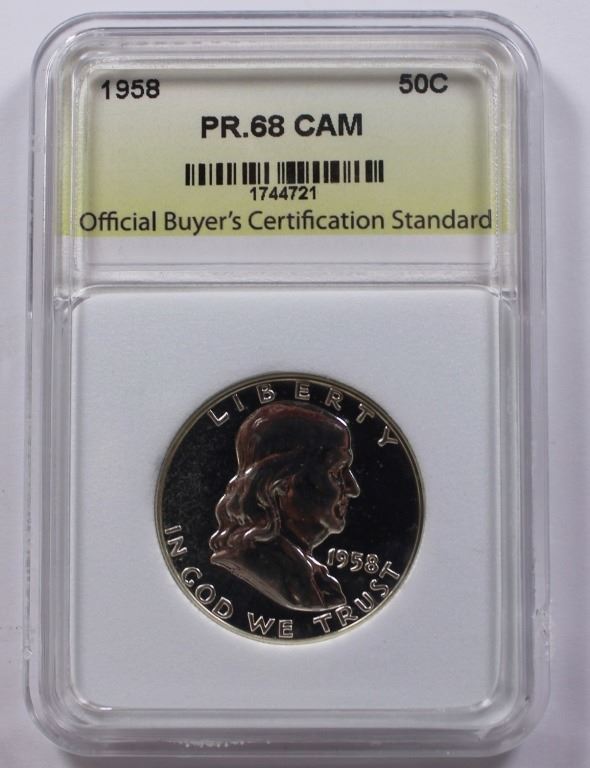 1958 50C
PR.68 CAM
1744721
Official Buyer's Certification Standard
LIBERTY
1958
IN GOD WE TRUST